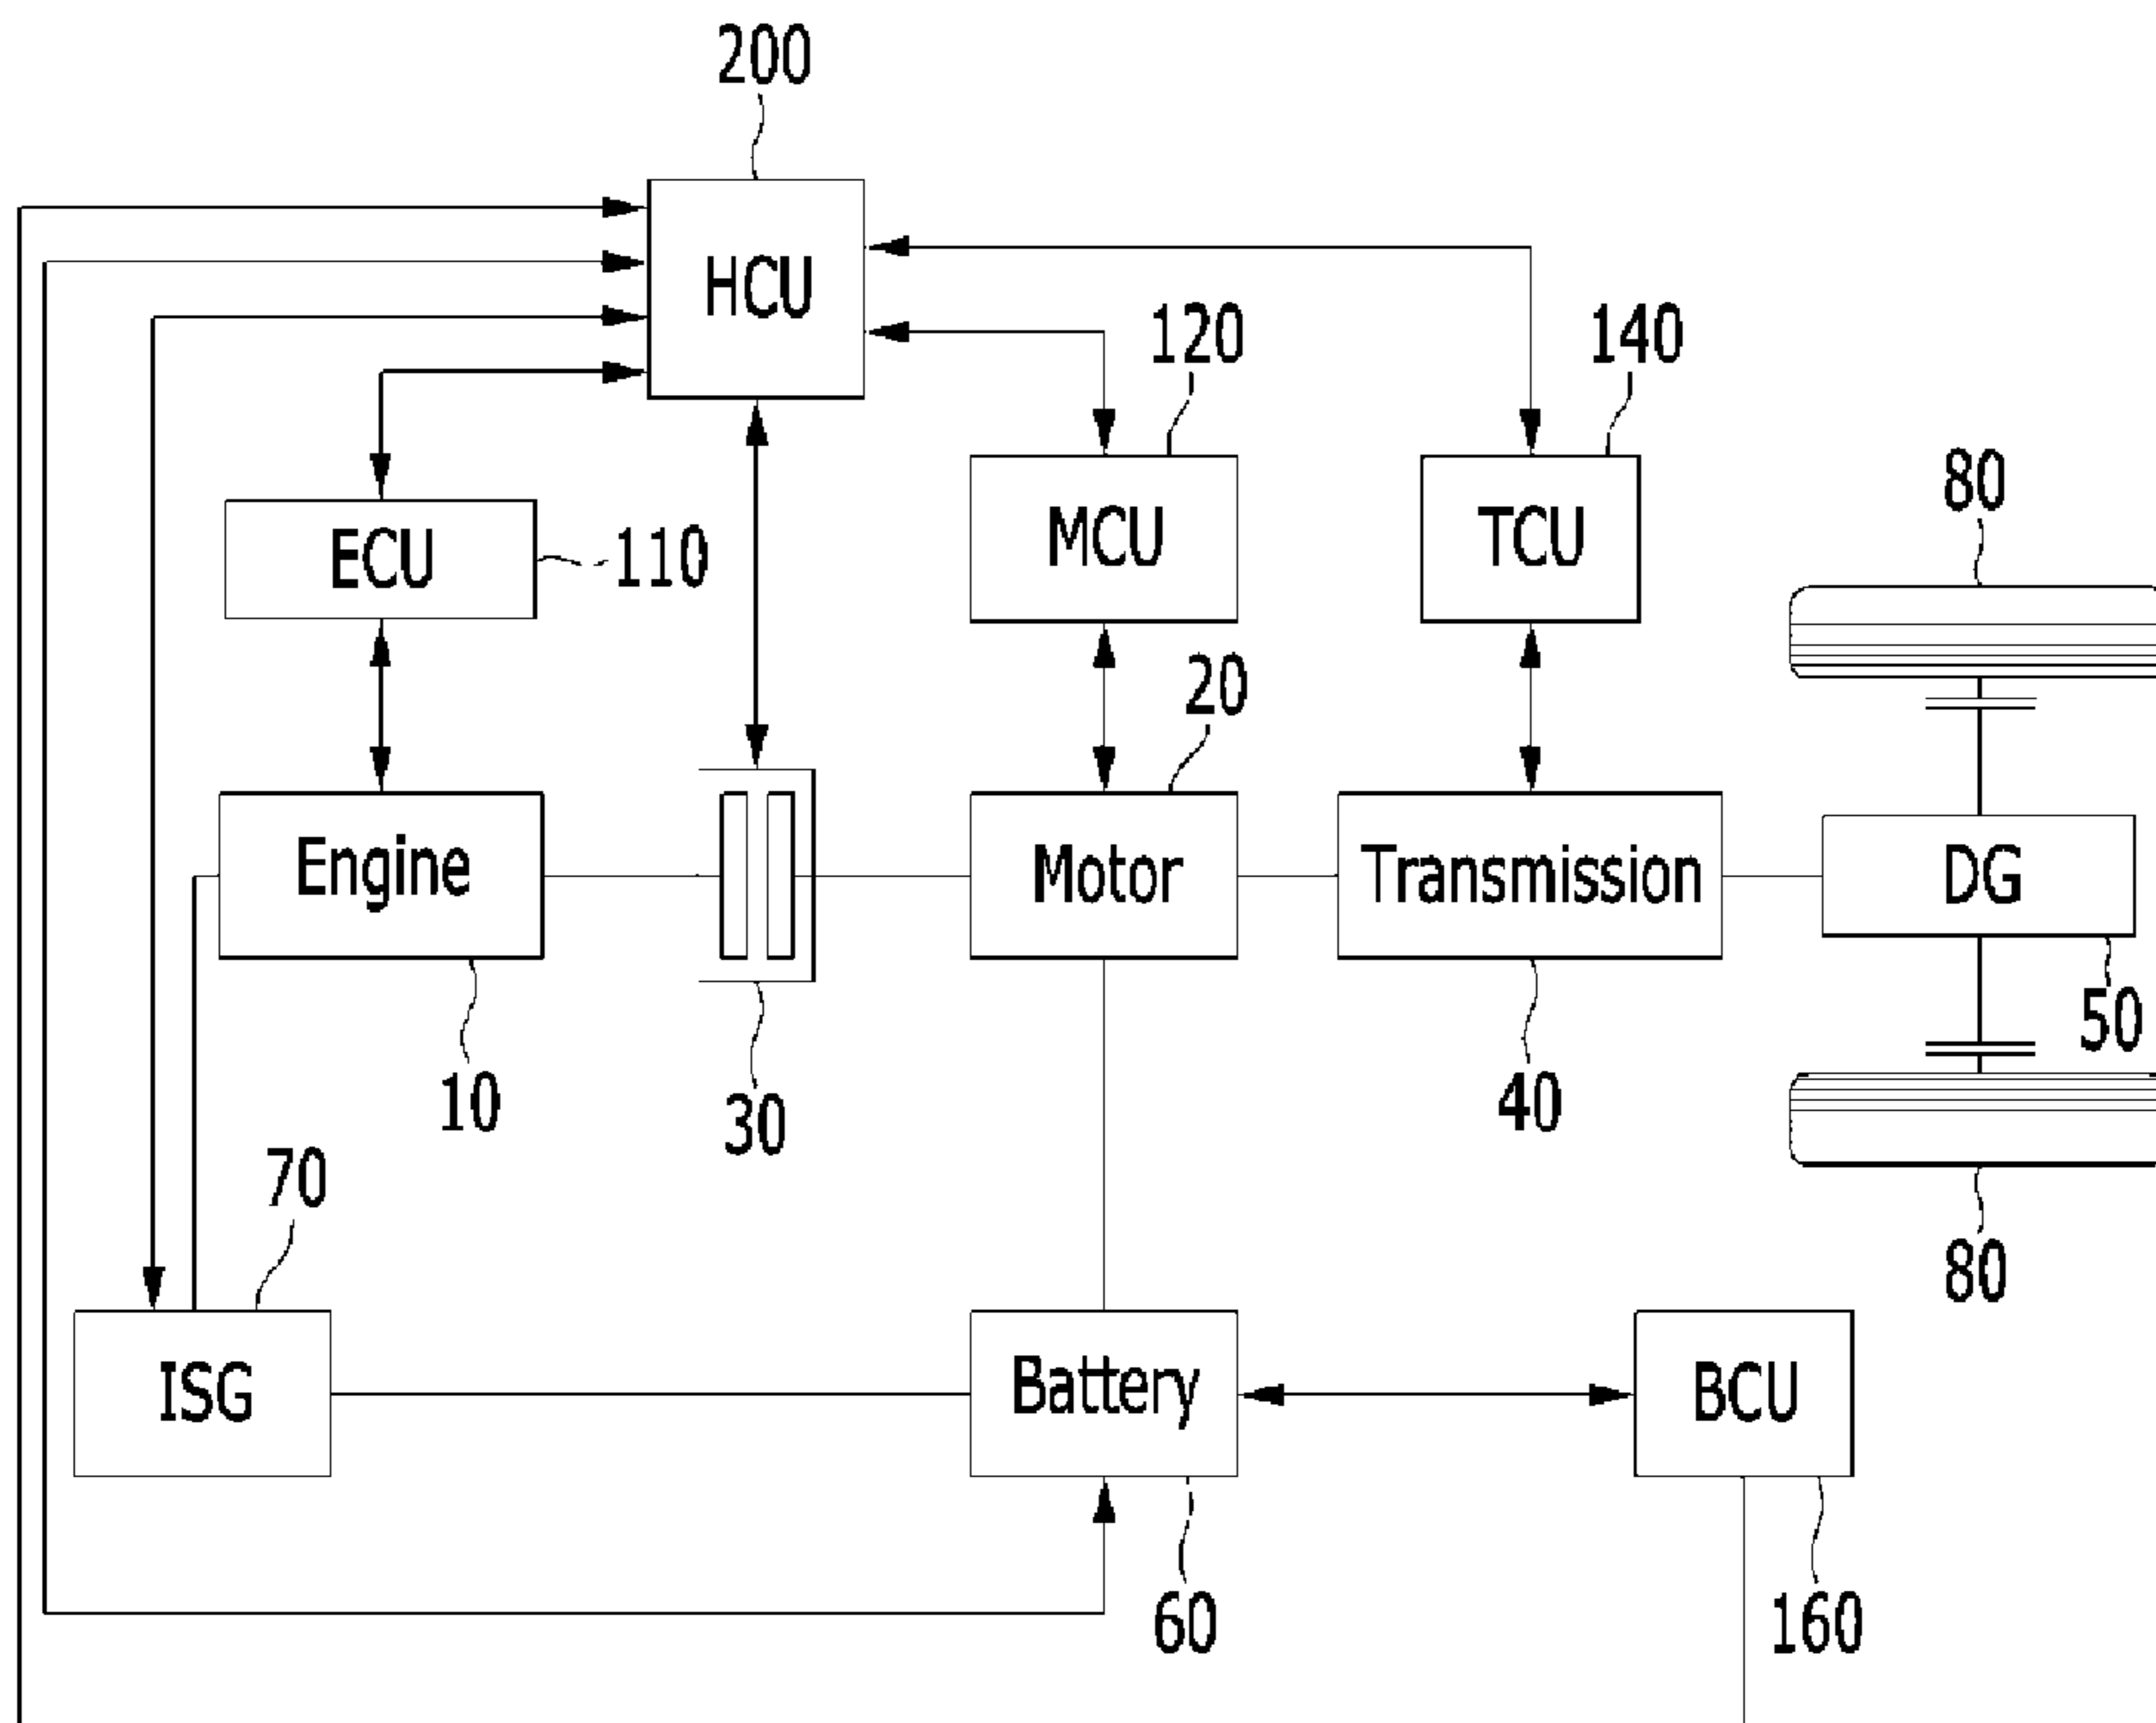 200
HCU
120
140
80
ECU
110
MCU
TCU
20
Engine
Motor
Transmission
DG
50
10
30
40
70
80
ISG
Battery
BCU
60
160